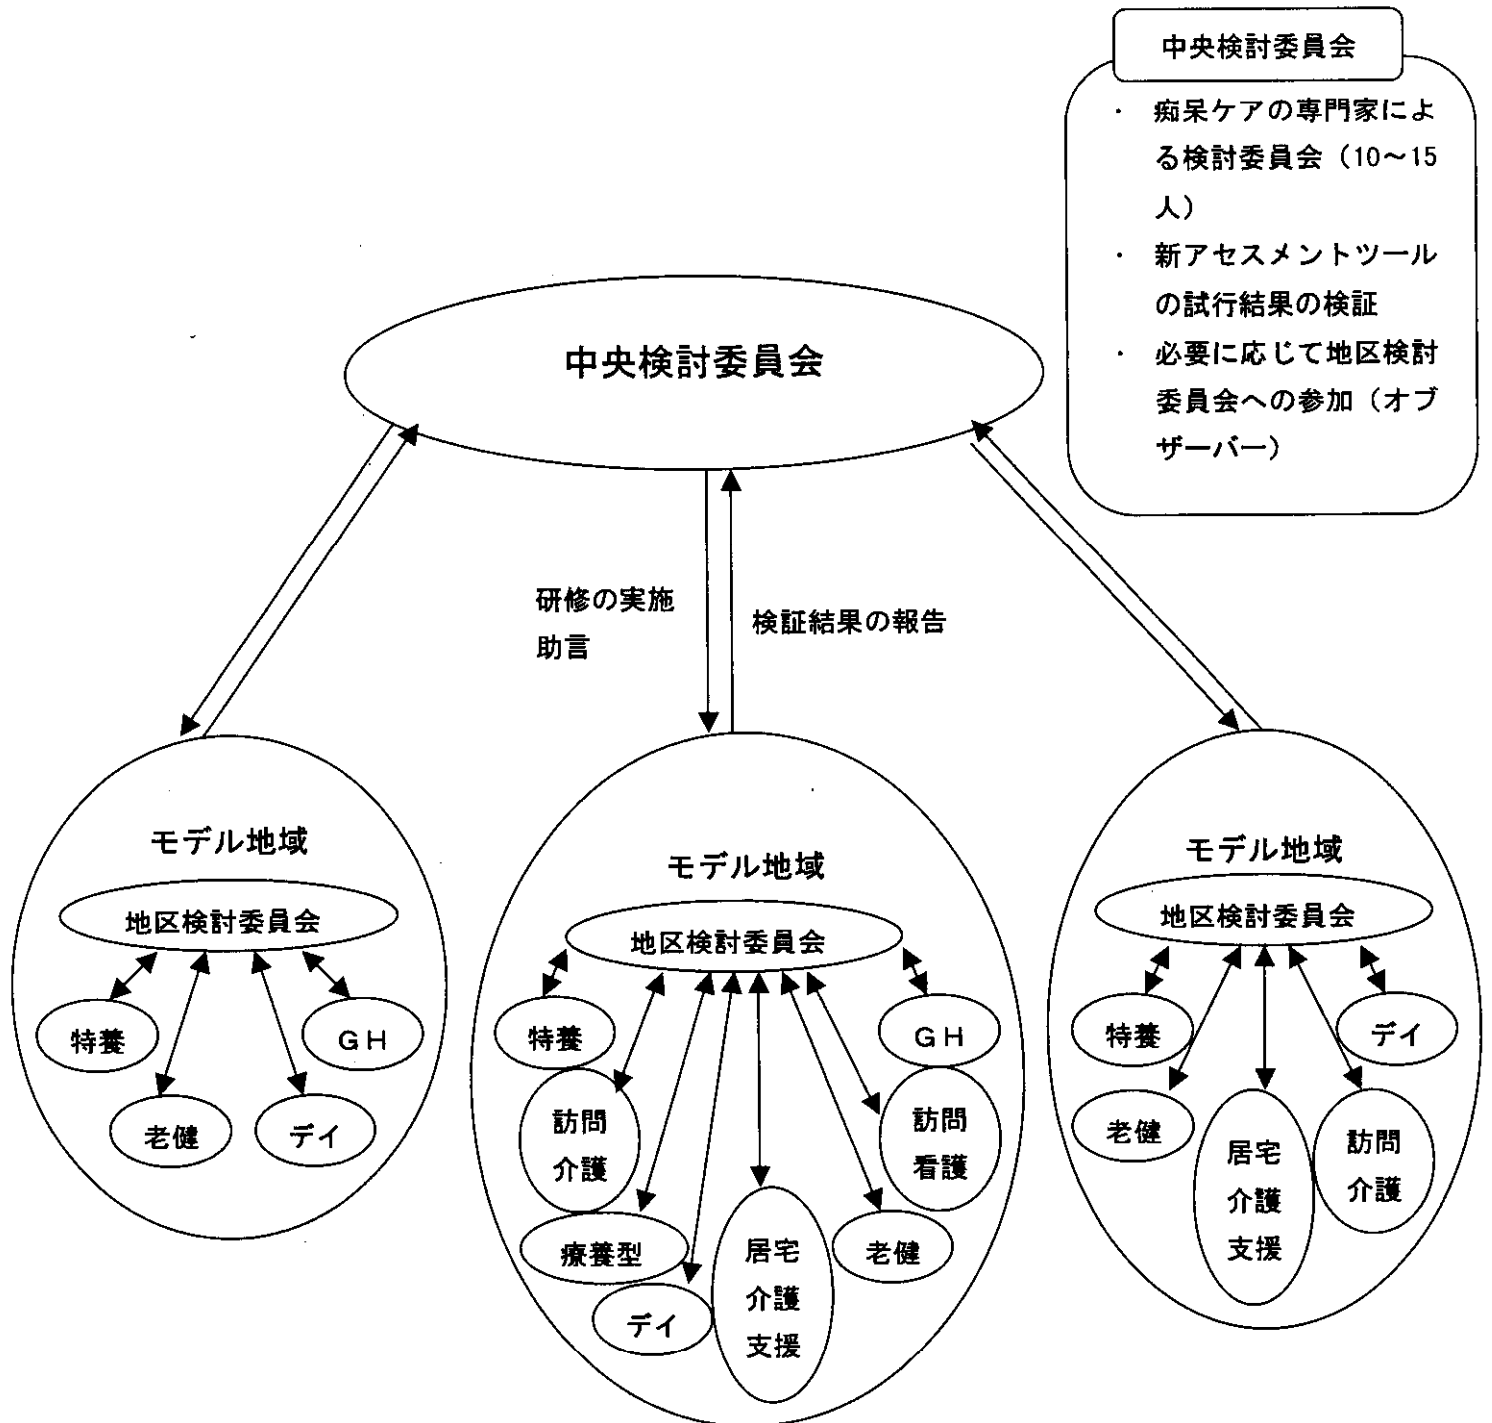 中央検討委員会
・ 痴呆ケアの専門家によ
る検討委員会（10～15
人）
・ 新アセスメントツール
の試行結果の検証
・ 必要に応じて地区検討
委員会への参加（オブ
ザーバー）
中央検討委員会
研修の実施
助言
検証結果の報告
モデル地域
地区検討委員会
特養
GH
老健
デイ
モデル地域
地区検討委員会
特養
GH
訪問
介護
訪問
看護
療養型
居宅
介護
支援
老健
デイ
モデル地域
地区検討委員会
特養
デイ
老健
居宅
介護
支援
訪問
介護